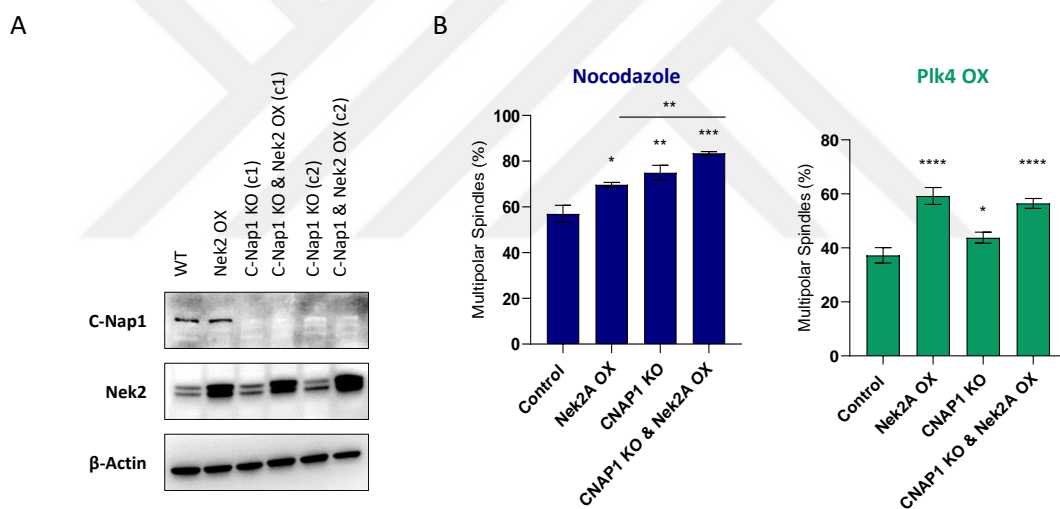 A
B
WT
Nek2 OX
C-Nap1 KO (c1)
C-Nap1 KO & Nek2 OX (c1)
C-Nap1 KO (c2)
C-Nap1 & Nek2 OX (c2)
C-Nap1
Nek2
β-Actin
Nocodazole
Multipolar Spindles (%)
100
80
60
40
20
0
*
**
***
**
Control
Nek2A OX
CNAP1 KO
CNAP1 KO & Nek2A OX
Plk4 OX
Multipolar Spindles (%)
80
60
40
20
0
****
*
****
Control
Nek2A OX
CNAP1 KO
CNAP1 KO & Nek2A OX